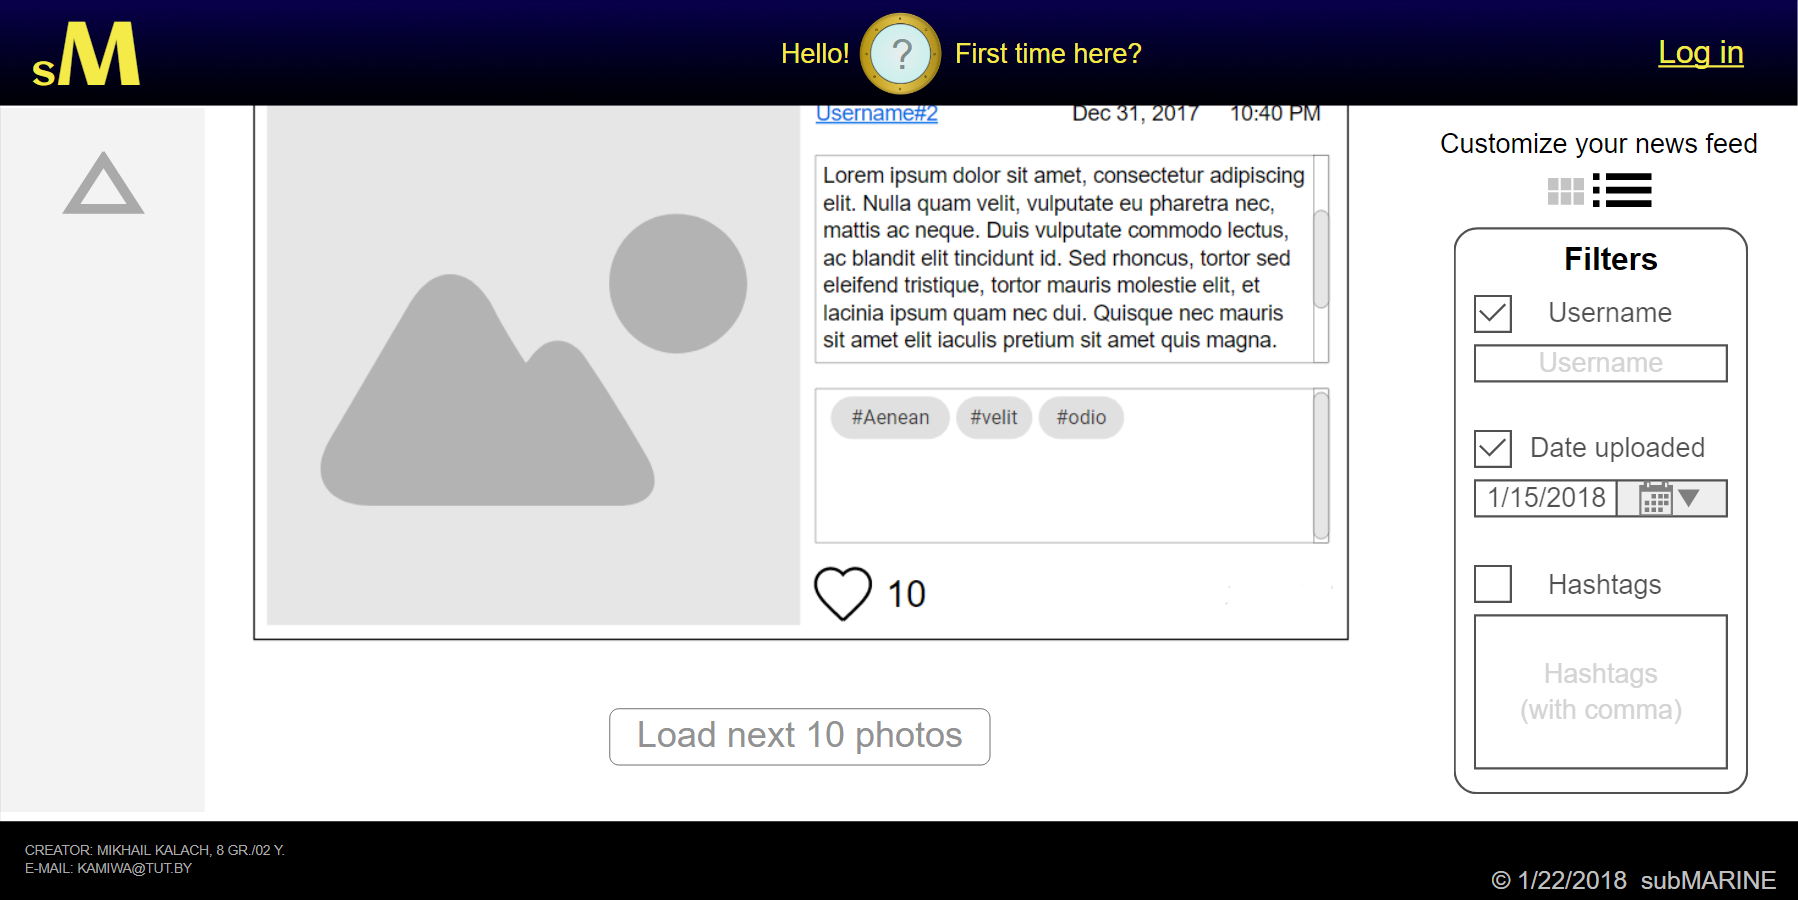 sM
Hello! ? First time here?
Log in
Username#2 Dec 31, 2017 10:40 PM
Lorem ipsum dolor sit amet, consectetur adipiscing
elit. Nulla quam velit, vulputate eu pharetra nec,
mattis ac neque. Duis vulputate commodo lectus,
ac blandit elit tincidunt id. Sed rhoncus, tortor sed
eleifend tristique, tortor mauris molestie elit, et
lacinia ipsum quam nec dui. Quisque nec mauris
sit amet elit iaculis pretium sit amet quis magna.
#Aenean #velit #odio
10
Load next 10 photos
Customize your news feed
Filters
Username
Username
Date uploaded
1/15/2018
Hashtags
Hashtags
(with comma)
CREATOR: MIKHAIL KALACH, 8 GR./02 Y.
E-MAIL: KAMIWA@TUT.BY
© 1/22/2018 subMARINE